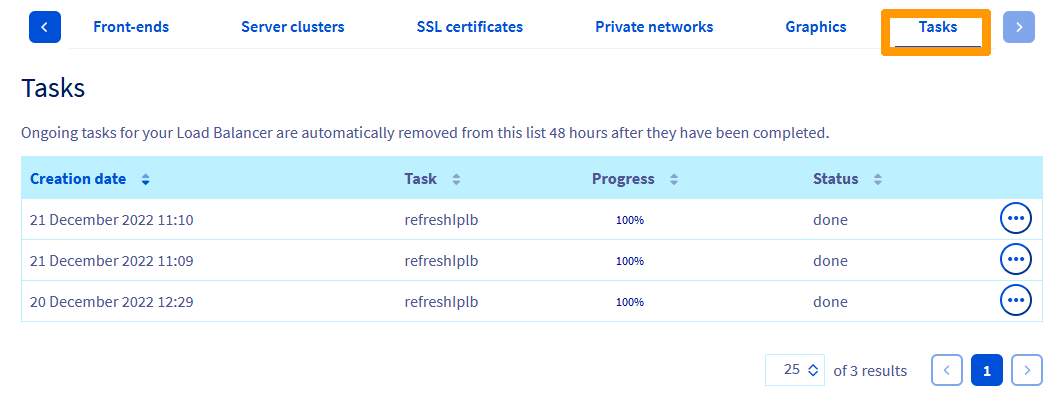 Front-ends Server clusters SSL certificates Private networks Graphics Tasks
Tasks
Ongoing tasks for your Load Balancer are automatically removed from this list 48 hours after they have been completed.
Creation date Task Progress Status
21 December 2022 11:10 refreshIplb 100% done
21 December 2022 11:09 refreshIplb 100% done
20 December 2022 12:29 refreshIplb 100% done
25 of 3 results 1